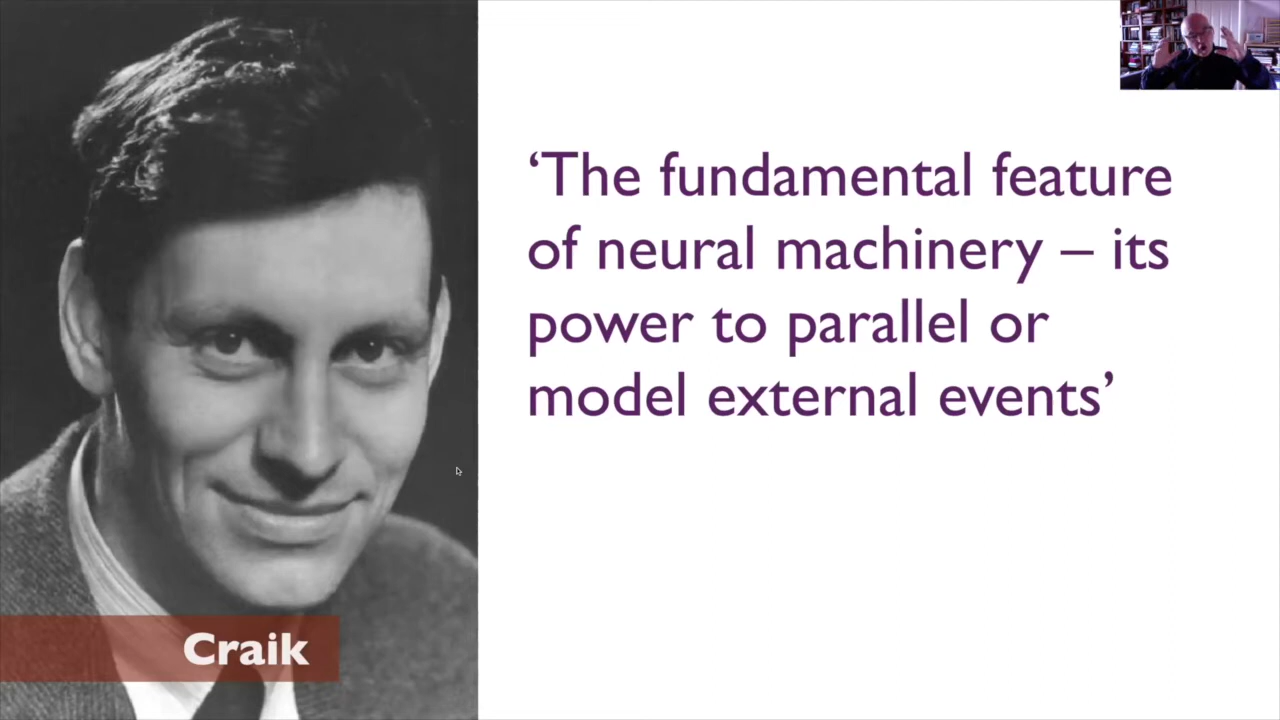 ‘The fundamental feature
of neural machinery – its
power to parallel or
model external events’
Craik